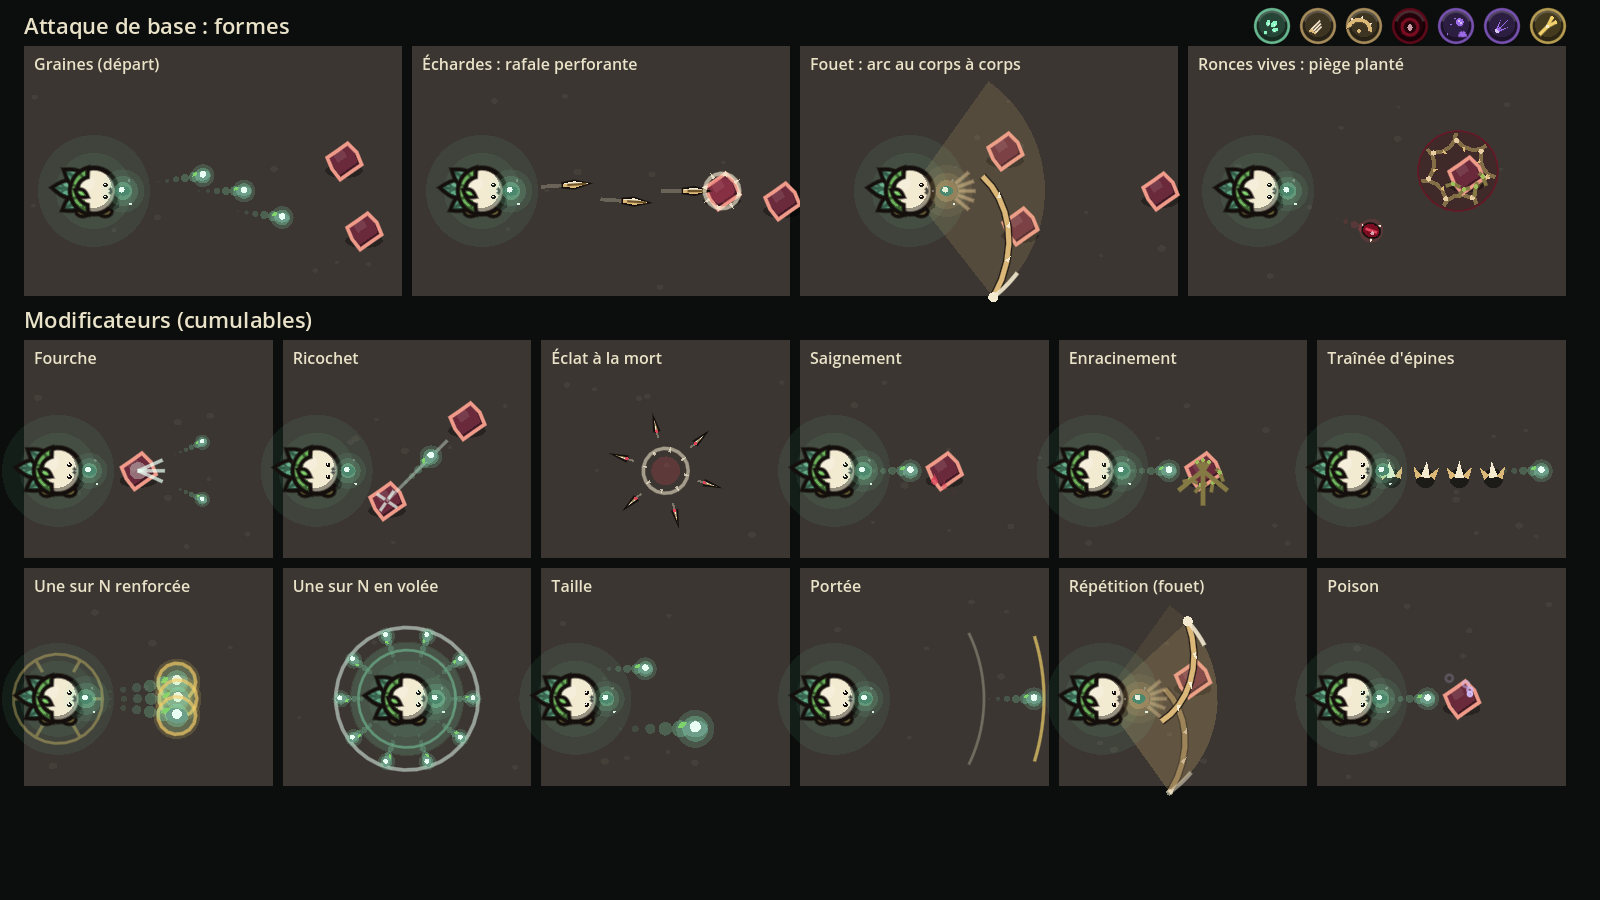 Attaque de base : formes
Graines (départ)
Échardes : rafale perforante
Fouet : arc au corps à corps
Ronces vives : piège planté
Modificateurs (cumulables)
Fourche
Ricochet
Éclat à la mort
Saignement
Enracinement
Traînée d'épines
Une sur N renforcée
Une sur N en volée
Taille
Portée
Répétition (fouet)
Poison